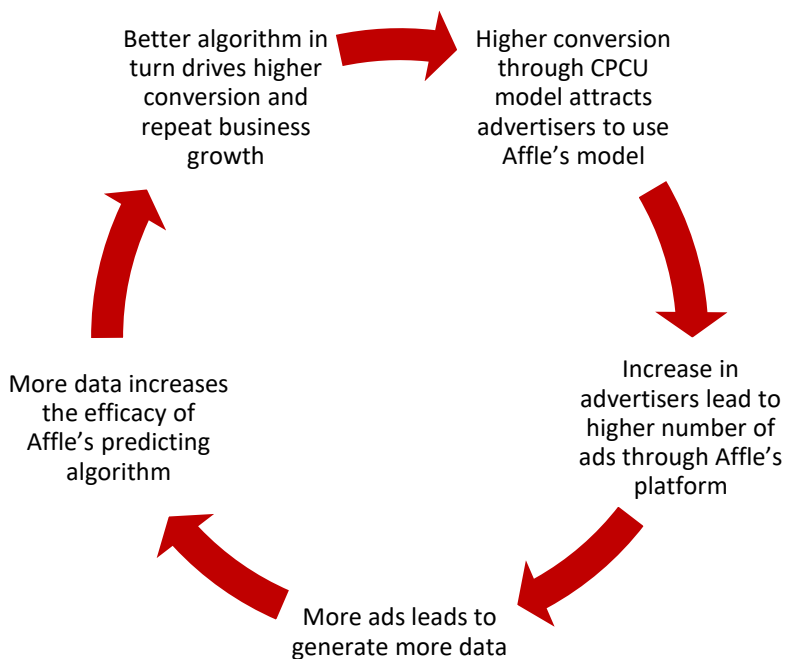 Better algorithm in
turn drives higher
conversion and
repeat business
growth
Higher conversion
through CPCU
model attracts
advertisers to use
Affle’s model
Increase in
advertisers lead to
higher number of
ads through Affle’s
platform
More ads leads to
generate more data
More data increases
the efficacy of
Affle’s predicting
algorithm